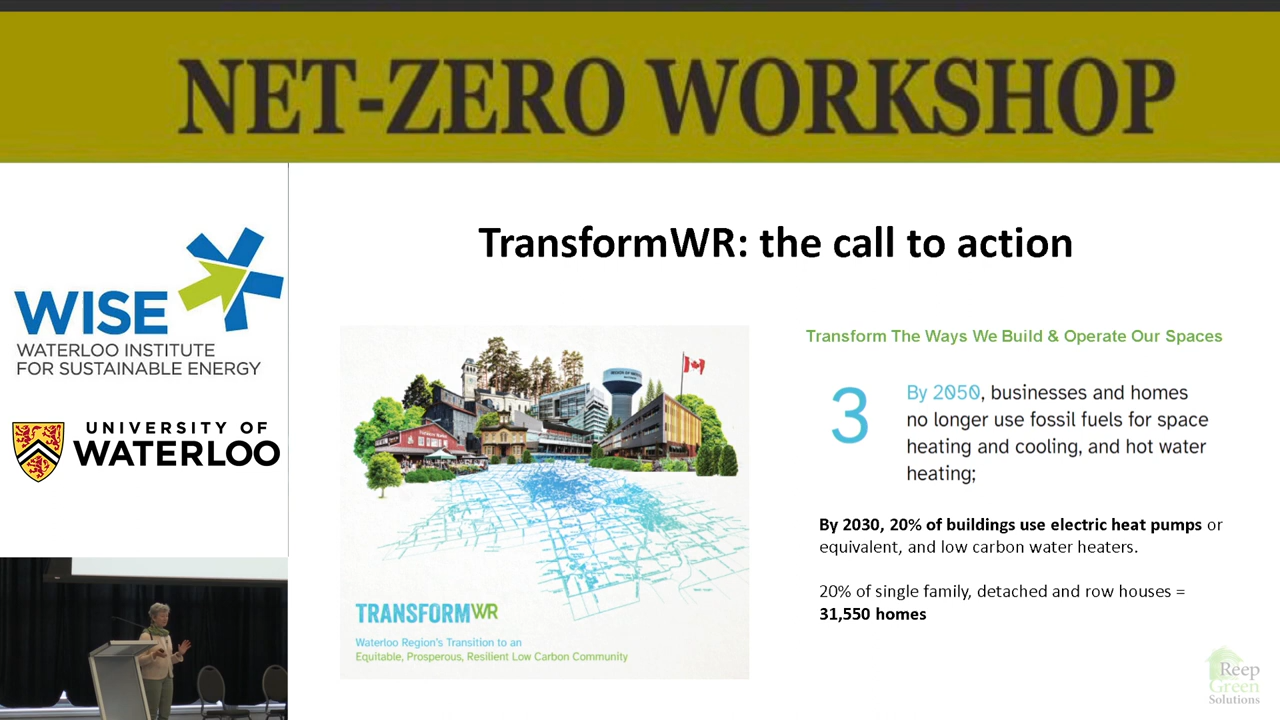 NET-ZERO WORKSHOP
WISE
WATERLOO INSTITUTE
FOR SUSTAINABLE ENERGY
UNIVERSITY OF
WATERLOO
TransformWR: the call to action
TRANSFORMWR
Waterloo Region's Transition to an
Equitable, Prosperous, Resilient Low Carbon Community
Transform The Ways We Build & Operate Our Spaces
3
By 2050, businesses and homes
no longer use fossil fuels for space
heating and cooling, and hot water
heating;
By 2030, 20% of buildings use electric heat pumps or
equivalent, and low carbon water heaters.
20% of single family, detached and row houses =
31,550 homes
Reep
Green
Solutions